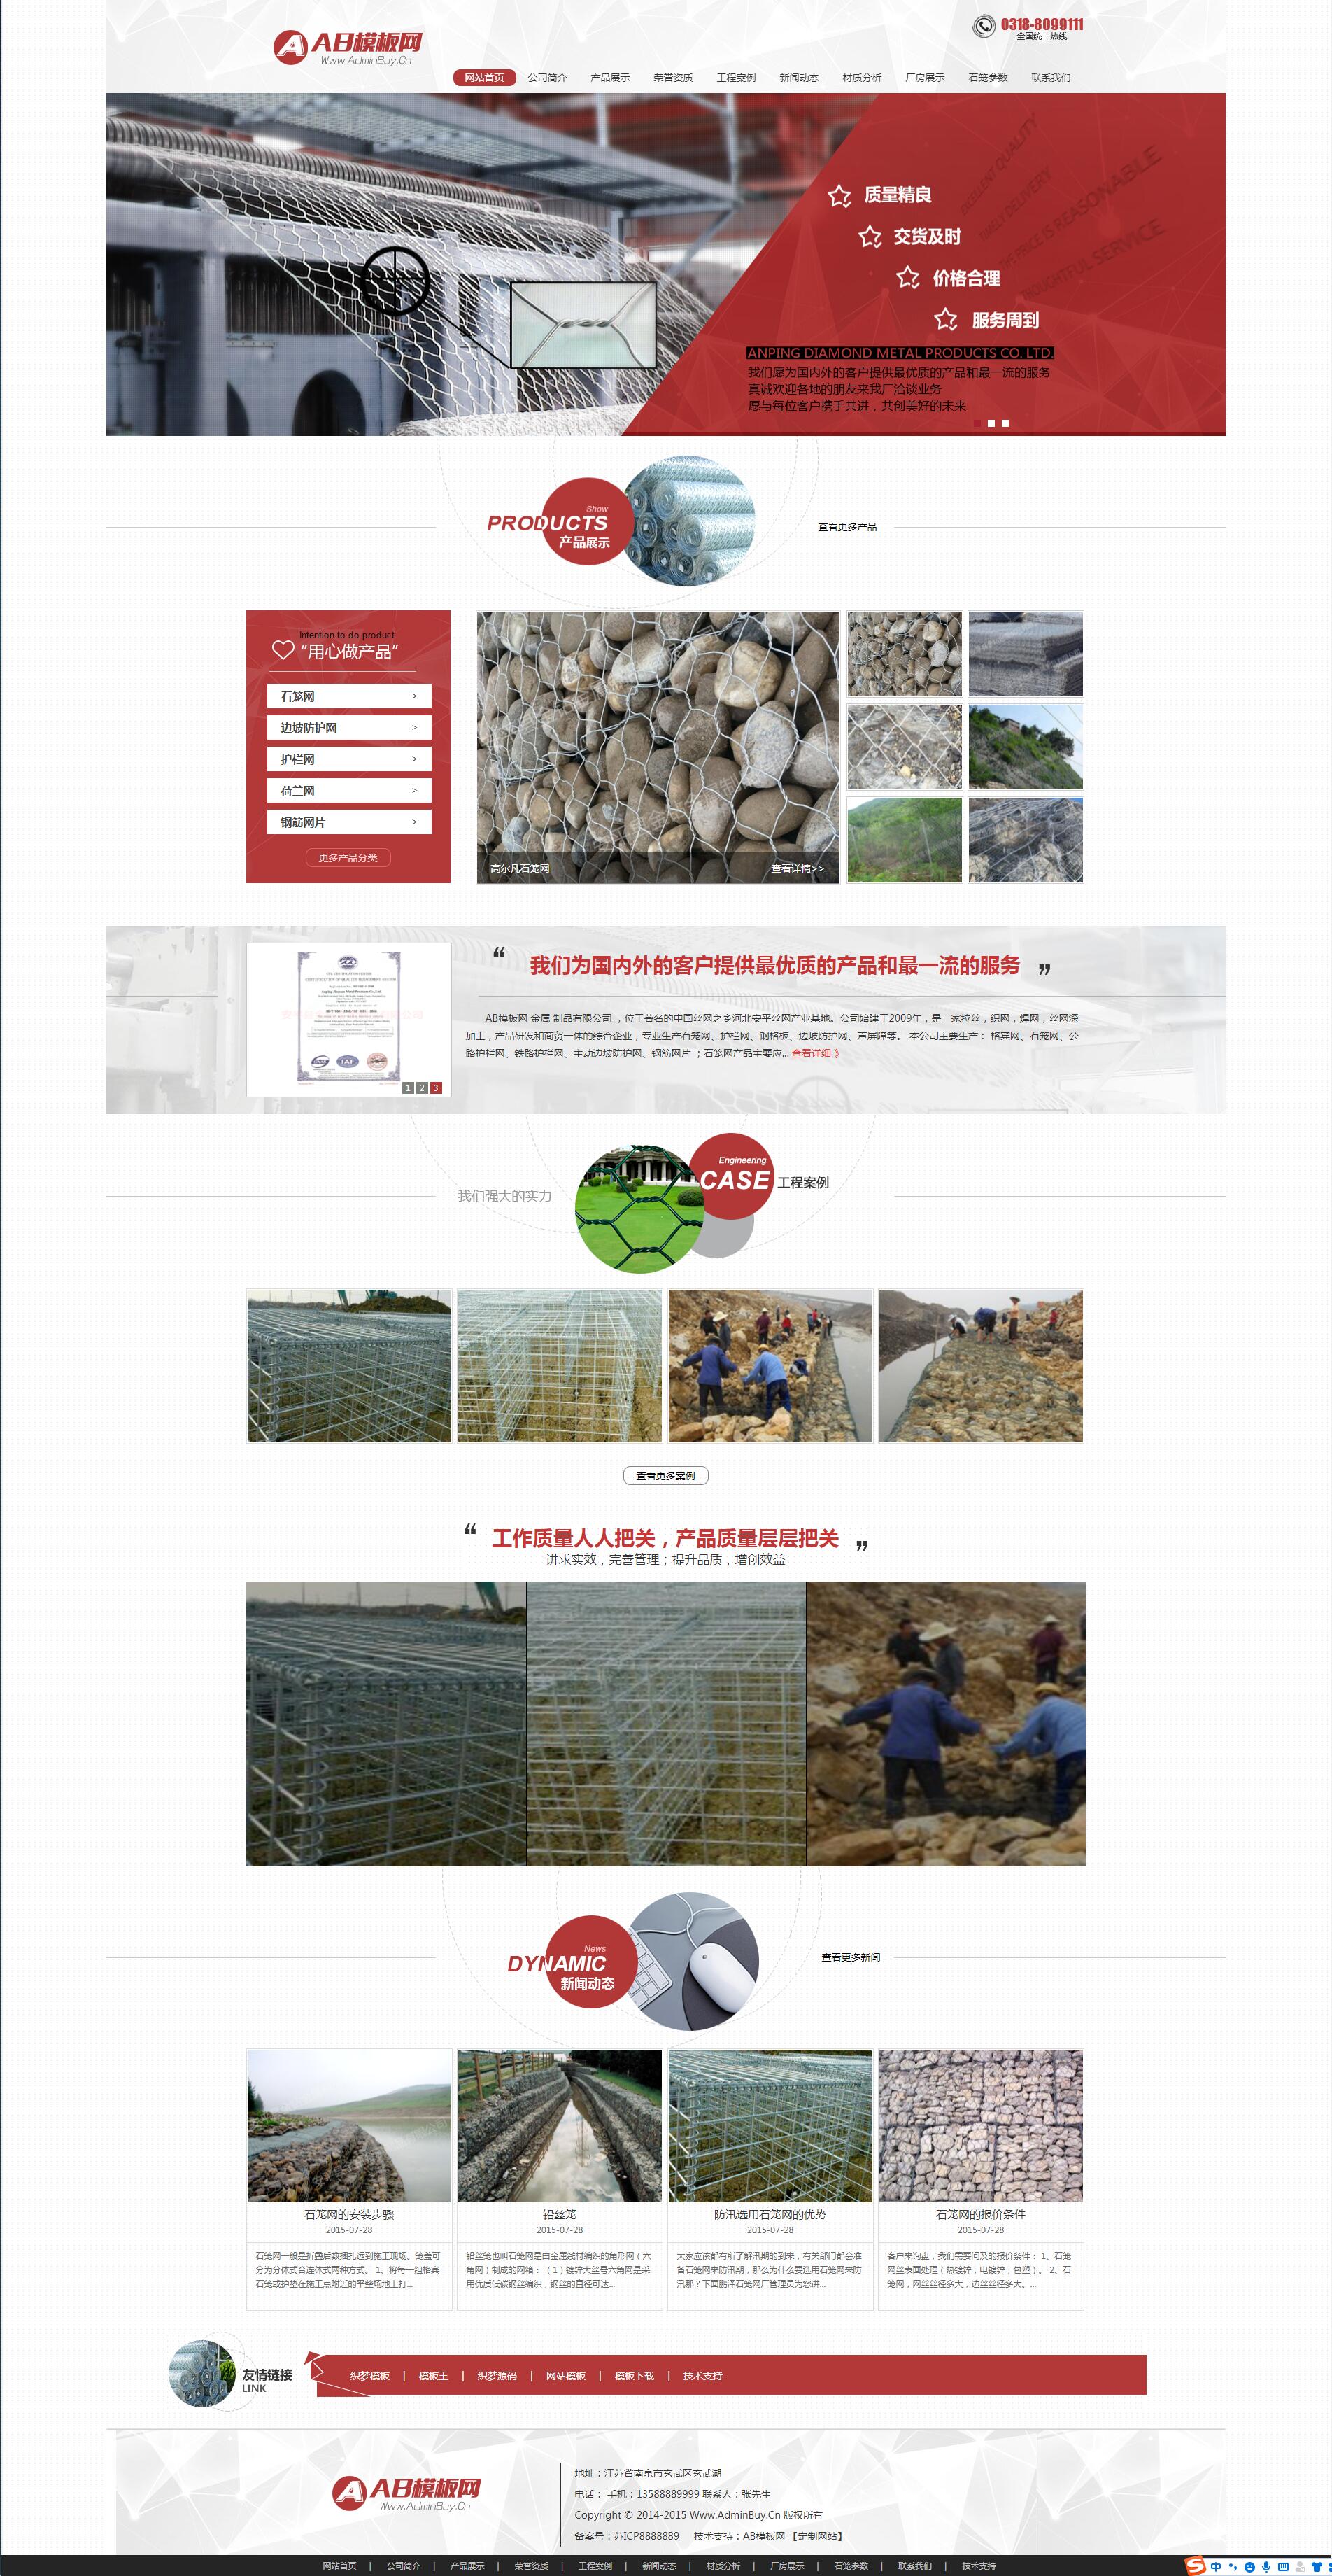 AB模板网
Www.AdminBuy.Cn
0318-8099111
全国统一热线
网站首页 公司简介 产品展示 荣誉资质 工程案例 新闻动态 材质分析 厂房展示 石笼参数 联系我们
EXCELENT QUALITY
THE PRICE IS REASONABLE
THOUGHTFUL SERVICE
质量精良
交货及时
价格合理
服务周到
ANPING DIAMOND METAL PRODUCTS CO. LTD.
我们愿为国内外的客户提供最优质的产品和最一流的服务
真诚欢迎各地的朋友来我厂洽谈业务
愿与每位客户携手共进，共创美好的未来
Show
PRODUCTS
产品展示
查看更多产品
Intention to do product
“用心做产品”
石笼网 >
边坡防护网 >
护栏网 >
荷兰网 >
钢筋网片 >
更多产品分类
高尔凡石笼网 查看详情>>
1 2 3
❝ 我们为国内外的客户提供最优质的产品和最一流的服务 ❞
AB模板网 金属 制品有限公司 ，位于著名的中国丝网之乡河北安平丝网产业基地。公司始建于2009年，是一家拉丝，织网，焊网，丝网深
加工，产品研发和商贸一体的综合企业，专业生产石笼网、护栏网、钢格板、边坡防护网、声屏障等。 本公司主要生产： 格宾网、石笼网、公
路护栏网、铁路护栏网、主动边坡防护网、钢筋网片 ；石笼网产品主要应... 查看详细 》
我们强大的实力
Engineering
CASE 工程案例
查看更多案例
❝ 工作质量人人把关，产品质量层层把关 ❞
讲求实效，完善管理；提升品质，增创效益
News
DYNAMIC
新闻动态
查看更多新闻
石笼网的安装步骤
2015-07-28
石笼网一般是折叠后数捆扎运到施工现场。笼盖可
分为分体式合连体式两种方式。 1、将每一组格宾
石笼或护垫在施工点附近的平整场地上打...
铅丝笼
2015-07-28
铅丝笼也叫石笼网是由金属线材编织的角形网（六
角网）制成的网箱：（1）镀锌大丝号六角网是采
用优质低碳钢丝编织，钢丝的直径可达...
防汛选用石笼网的优势
2015-07-28
大家应该都有所了解汛期的到来，有关部门都会准
备石笼网来防汛期，那么为什么要选用石笼网来防
汛那？下面鹏泽石笼网厂管理员为您讲...
石笼网的报价条件
2015-07-28
客户来询盘，我们需要问及的报价条件： 1、石笼
网丝表面处理（热镀锌，电镀锌，包塑）。 2、石
笼网，网丝丝径多大，边丝丝径多大。...
友情链接
LINK
织梦模板 | 模板王 | 织梦源码 | 网站模板 | 模板下载 | 技术支持
AB模板网
Www.AdminBuy.Cn
地址：江苏省南京市玄武区玄武湖
电话： 手机：13588889999 联系人：张先生
Copyright © 2014-2015 Www.AdminBuy.Cn 版权所有
备案号：苏ICP8888889 技术支持：AB模板网 【定制网站】
网站首页 | 公司简介 | 产品展示 | 荣誉资质 | 工程案例 | 新闻动态 | 材质分析 | 厂房展示 | 石笼参数 | 联系我们 | 技术支持
中